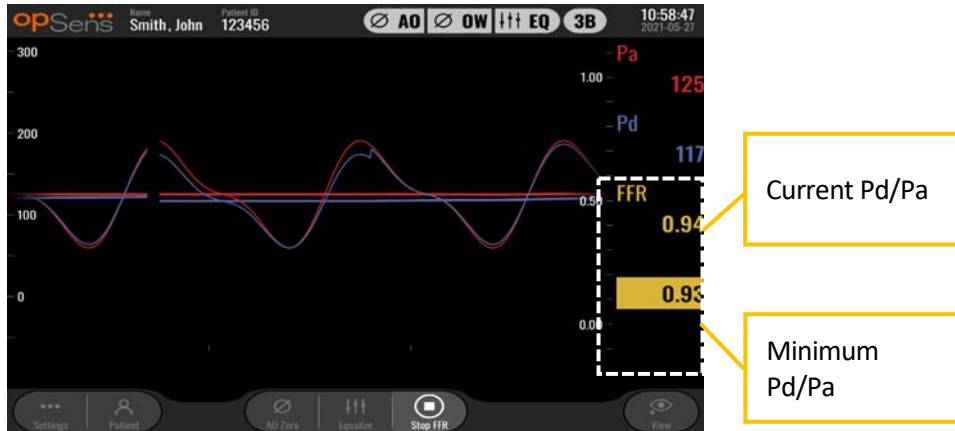 opSens
Name
Smith, John
Patient ID
123456
AO OW EQ 3B
10:58:47
2021-05-27
300
200
100
0
1.00
0.50
0.00
Pa
125
Pd
117
FFR
0.94
0.93
Current Pd/Pa
Minimum
Pd/Pa
Settings
Patient
AO Zero
Equalize
Stop FFR
View